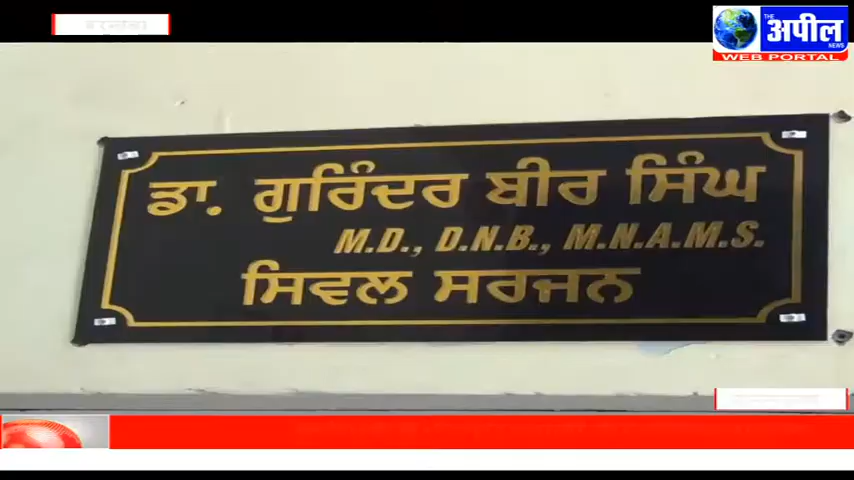 THE
अपील
NEWS
WEB PORTAL
ਡਾ. ਗੁਰਿੰਦਰ ਬੀਰ ਸਿੰਘ
M.D., D.N.B., M.N.A.M.S.
ਸਿਵਲ ਸਰਜਨ